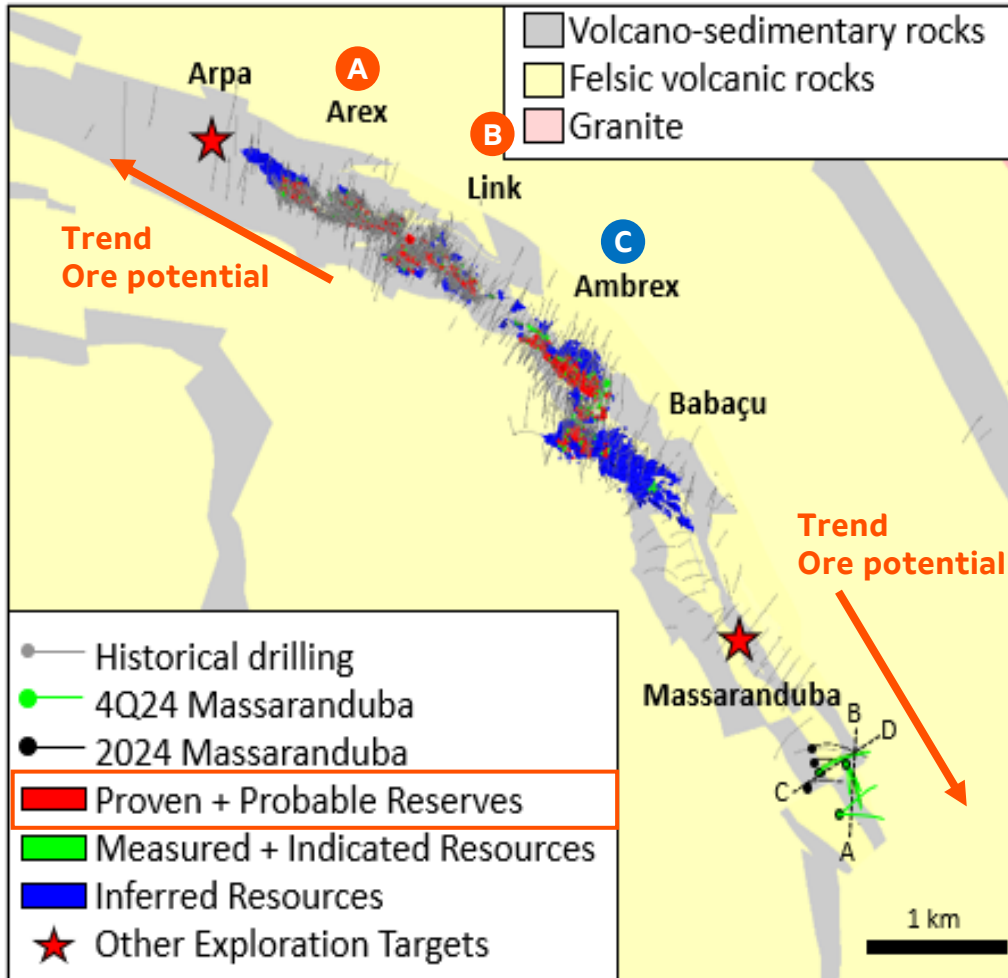 Volcano-sedimentary rocks
Felsic volcanic rocks
Granite
Arpa
A
Arex
B
Link
C
Ambrex
Trend
Ore potential
Babaçu
Trend
Ore potential
Massaranduba
B
D
C
A
Historical drilling
4Q24 Massaranduba
2024 Massaranduba
Proven + Probable Reserves
Measured + Indicated Resources
Inferred Resources
Other Exploration Targets
1 km